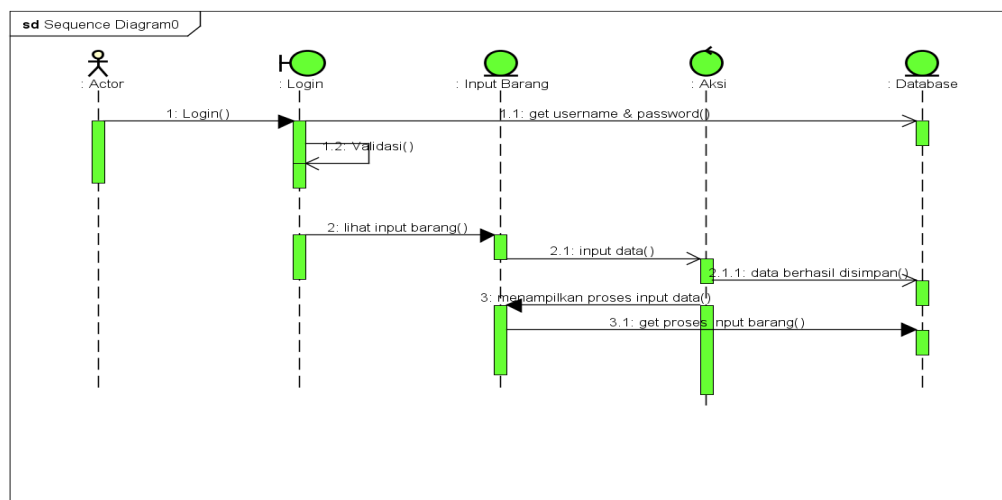 sd Sequence Diagram0
: Actor
: Login
: Input Barang
: Aksi
: Database
1: Login()
1.1: get username & password()
1.2: Validasi()
2: lihat input barang()
2.1: input data()
2.1.1: data berhasil disimpan()
3: menampilkan proses input data()
3.1: get proses input barang()